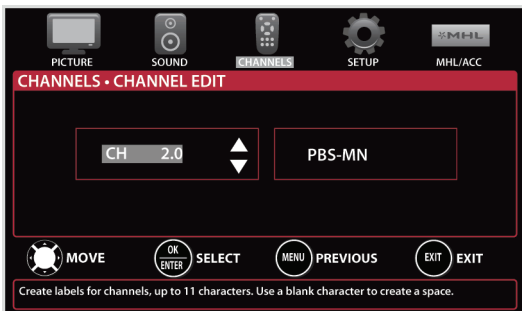 PICTURE SOUND CHANNELS SETUP MHL/ACC
MHL
CHANNELS • CHANNEL EDIT
CH 2.0 PBS-MN
MOVE OK ENTER SELECT MENU PREVIOUS EXIT EXIT
Create labels for channels, up to 11 characters. Use a blank character to create a space.